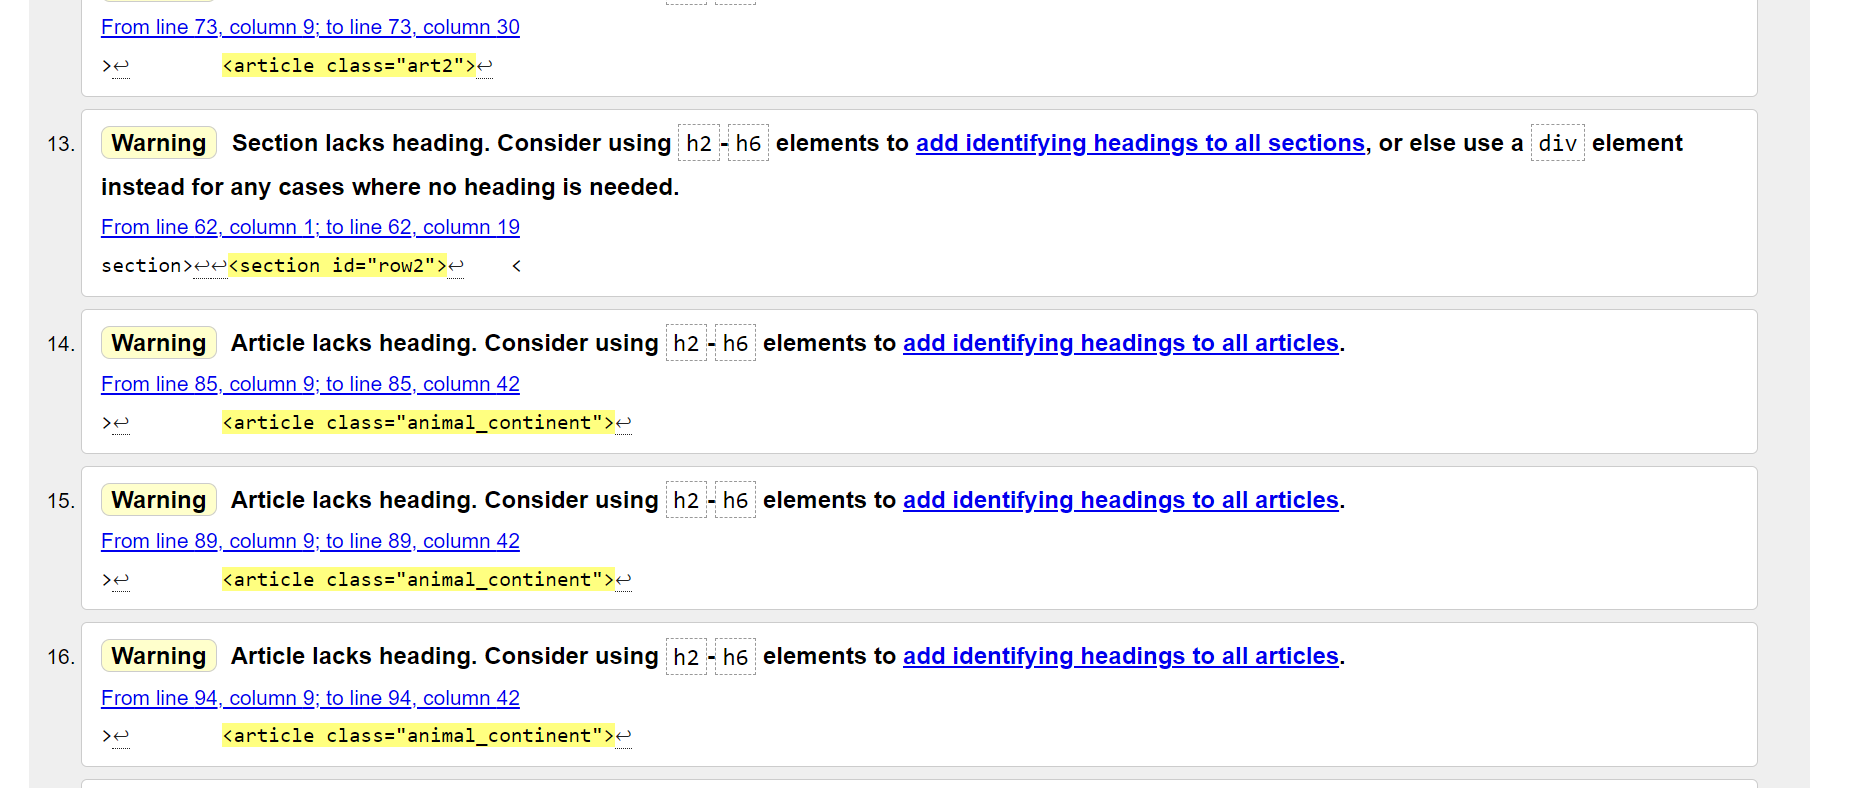 From line 73, column 9; to line 73, column 30
>↩ <article class="art2">↩
13. Warning Section lacks heading. Consider using h2-h6 elements to add identifying headings to all sections, or else use a div element
instead for any cases where no heading is needed.
From line 62, column 1; to line 62, column 19
section>↩↩<section id="row2">↩ <
14. Warning Article lacks heading. Consider using h2-h6 elements to add identifying headings to all articles.
From line 85, column 9; to line 85, column 42
>↩ <article class="animal_continent">↩
15. Warning Article lacks heading. Consider using h2-h6 elements to add identifying headings to all articles.
From line 89, column 9; to line 89, column 42
>↩ <article class="animal_continent">↩
16. Warning Article lacks heading. Consider using h2-h6 elements to add identifying headings to all articles.
From line 94, column 9; to line 94, column 42
>↩ <article class="animal_continent">↩